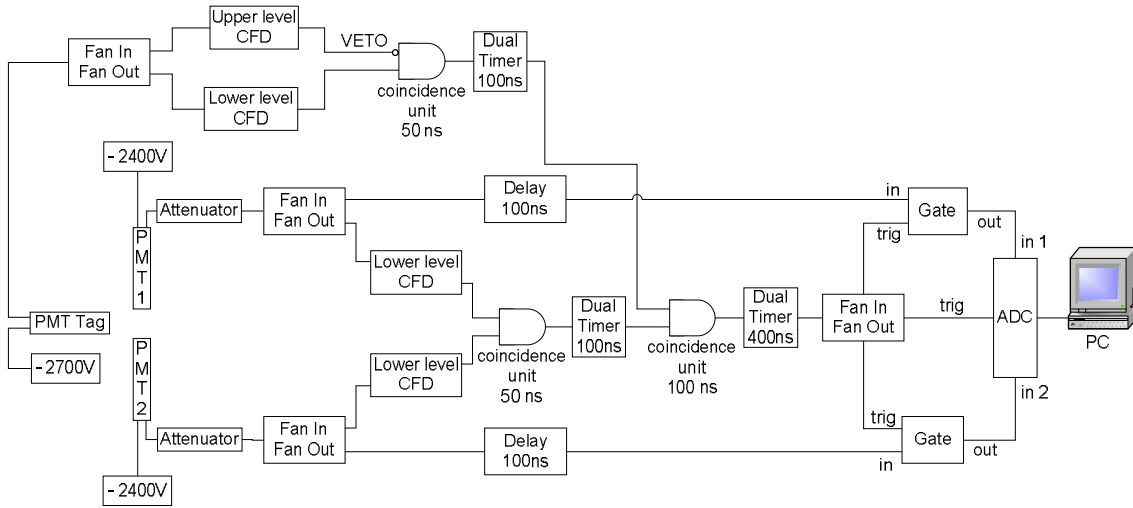 Upper level
CFD
VETO
Fan In
Fan Out
Lower level
CFD
coincidence
unit
50 ns
Dual
Timer
100ns
- 2400V
PMT1
Attenuator
Fan In
Fan Out
Delay
100ns
in
Gate
trig
out
in 1
Lower level
CFD
PMT Tag
- 2700V
coincidence
unit
50 ns
Dual
Timer
100ns
coincidence
unit
100 ns
Dual
Timer
400ns
Fan In
Fan Out
trig
ADC
PC
PMT2
Lower level
CFD
Attenuator
Fan In
Fan Out
Delay
100ns
trig
in
Gate
out
in 2
- 2400V